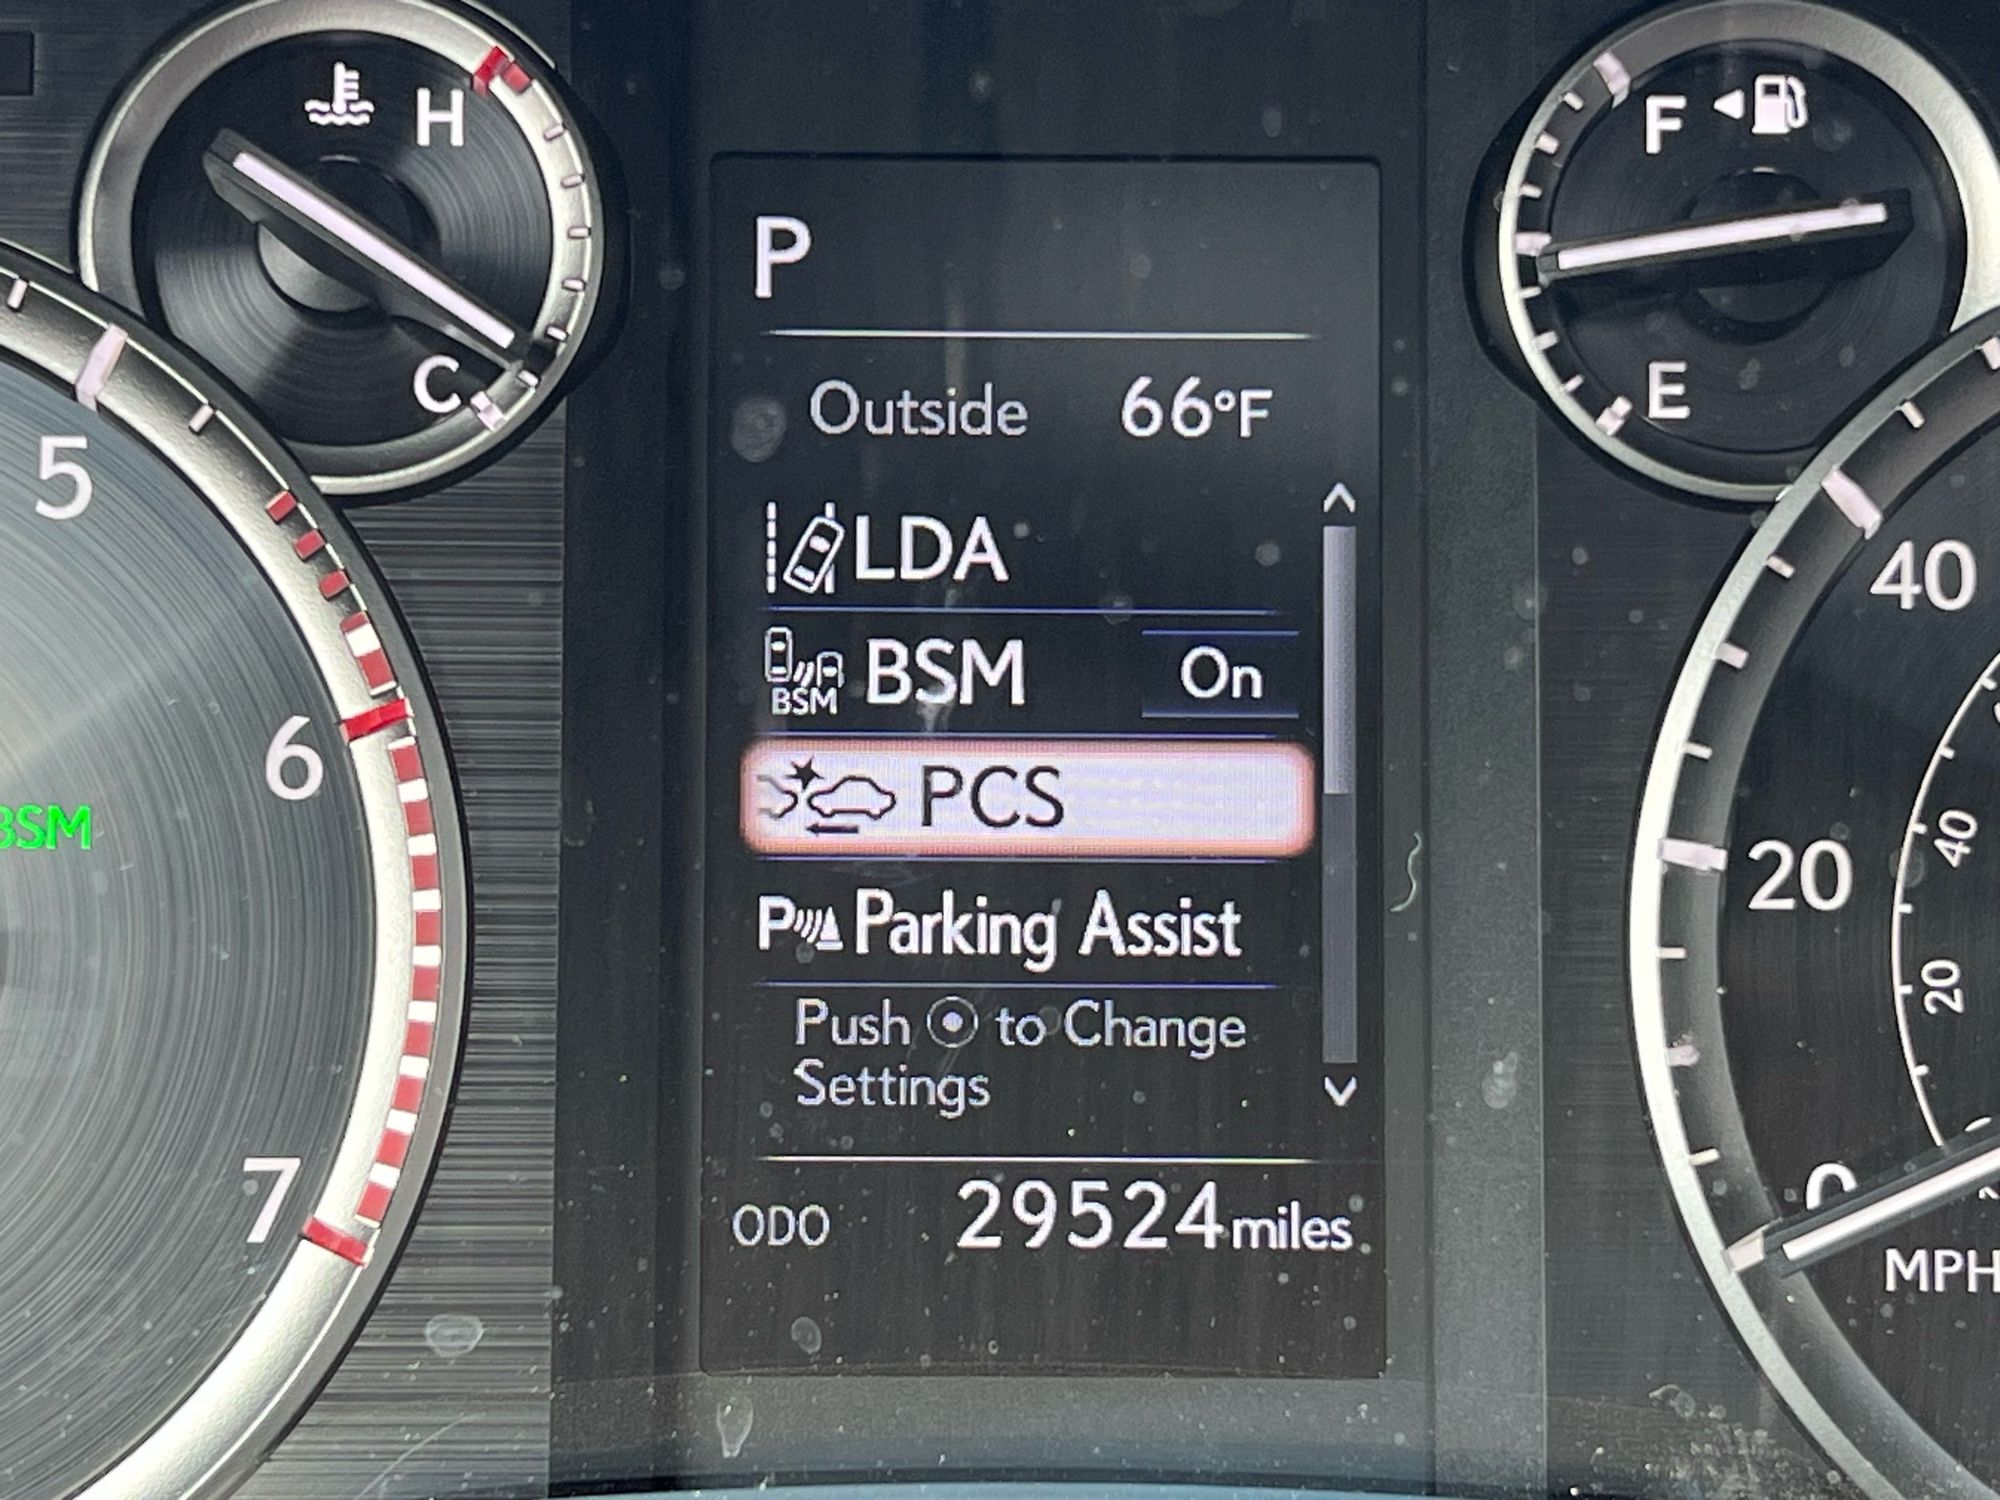 H
C
F
E
P
Outside 66°F
LDA
BSM
BSM On
PCS
P Parking Assist
Push to Change
Settings
ODO 29524 miles
5
6
BSM
7
40
20
0
MPH
40
20